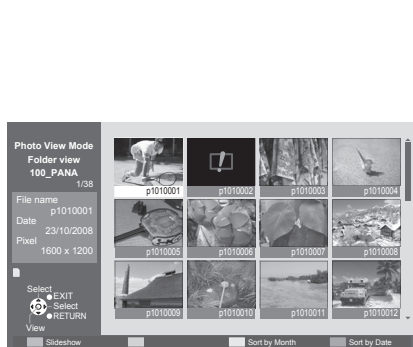 Photo View Mode
Folder view
100_PANA
1/38
File name
p1010001
Date
23/10/2008
Pixel
1600 x 1200
Select
EXIT
Select
RETURN
View
p1010001 p1010002 p1010003 p1010004
p1010005 p1010006 p1010007 p1010008
p1010009 p1010010 p1010011 p1010012
Slideshow Sort by Month Sort by Date